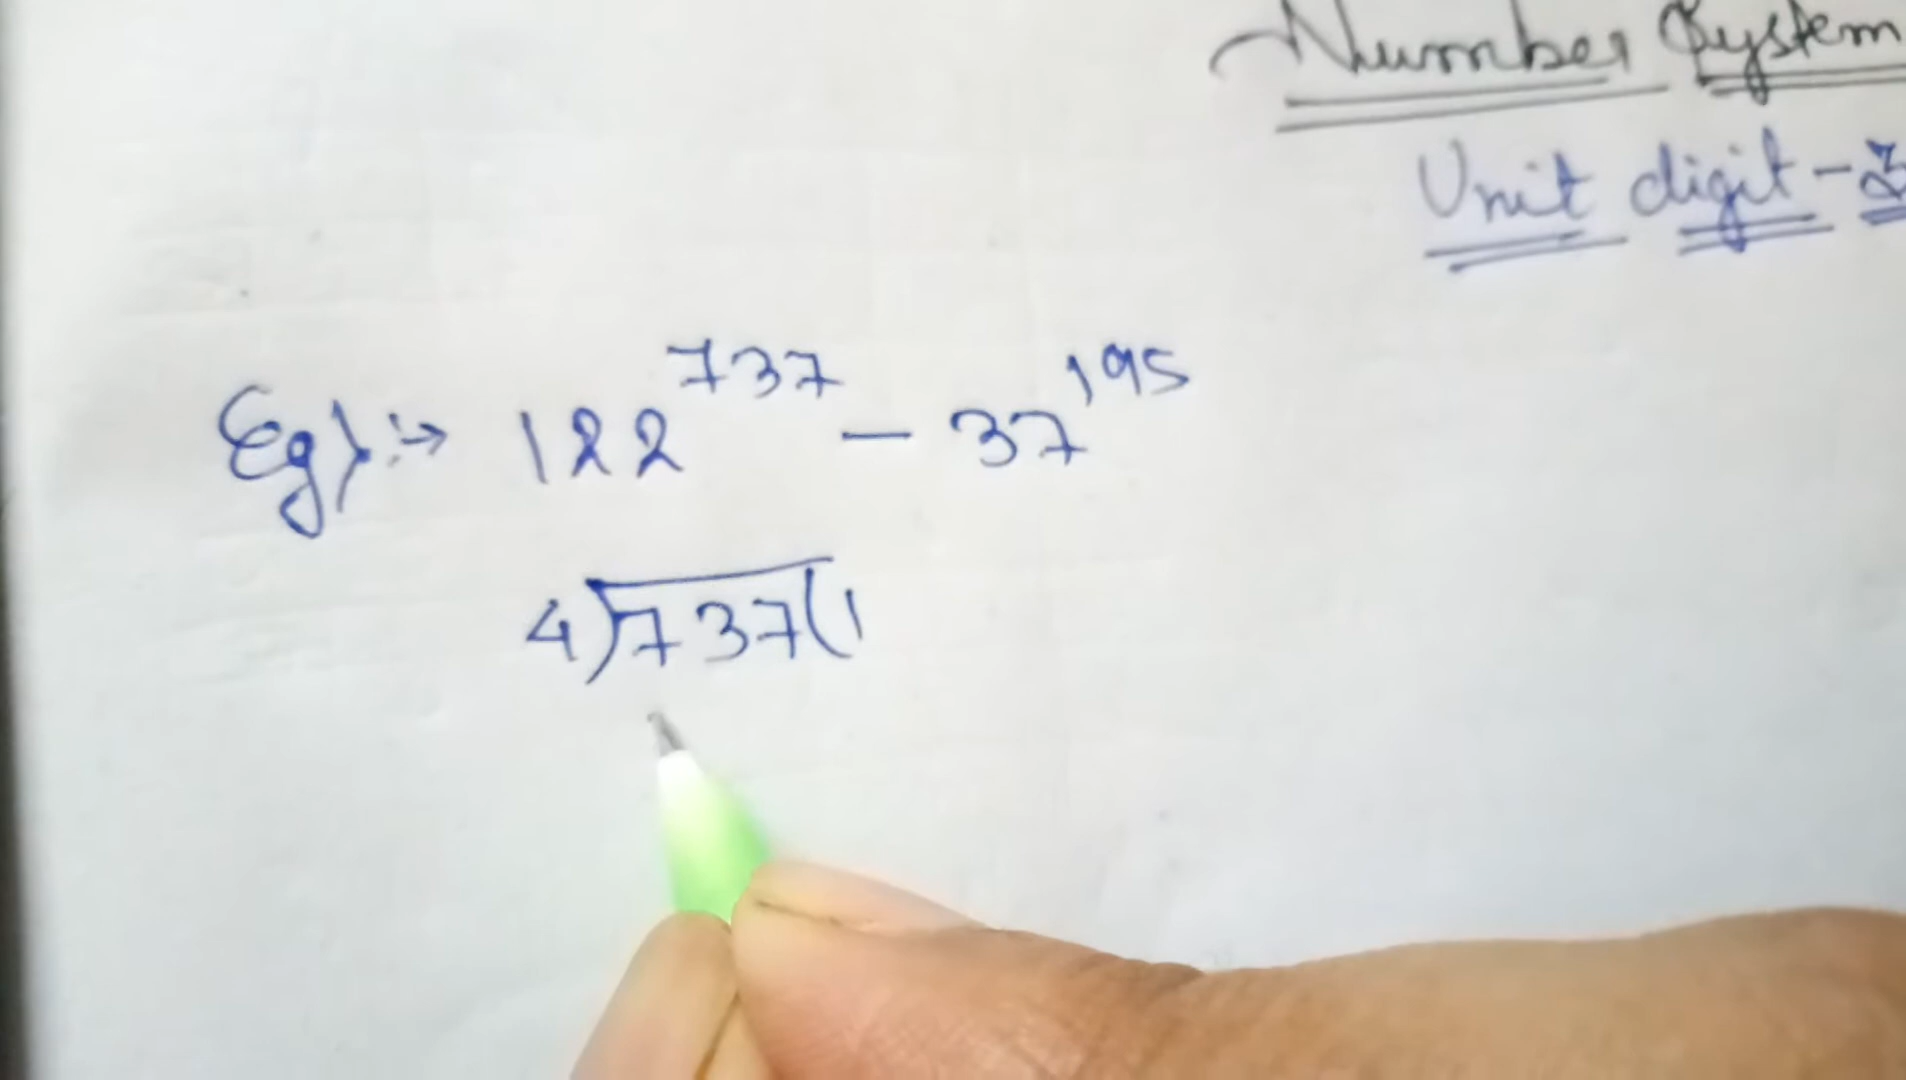 Number System
Unit digit -
Eg):→ 122^737 - 37^195
4)737(1